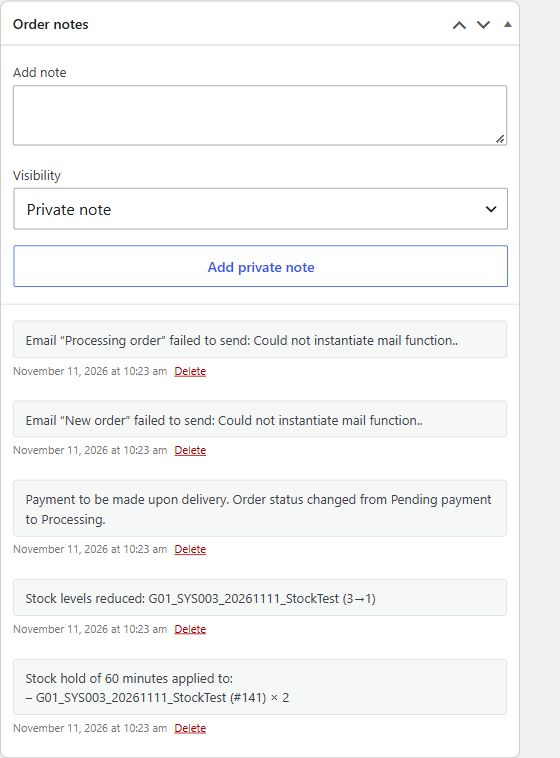 Order notes
Add note
Visibility
Private note
Add private note
Email “Processing order” failed to send: Could not instantiate mail function..
November 11, 2026 at 10:23 am Delete
Email “New order” failed to send: Could not instantiate mail function..
November 11, 2026 at 10:23 am Delete
Payment to be made upon delivery. Order status changed from Pending payment
to Processing.
November 11, 2026 at 10:23 am Delete
Stock levels reduced: G01_SYS003_20261111_StockTest (3→1)
November 11, 2026 at 10:23 am Delete
Stock hold of 60 minutes applied to:
– G01_SYS003_20261111_StockTest (#141) × 2
November 11, 2026 at 10:23 am Delete